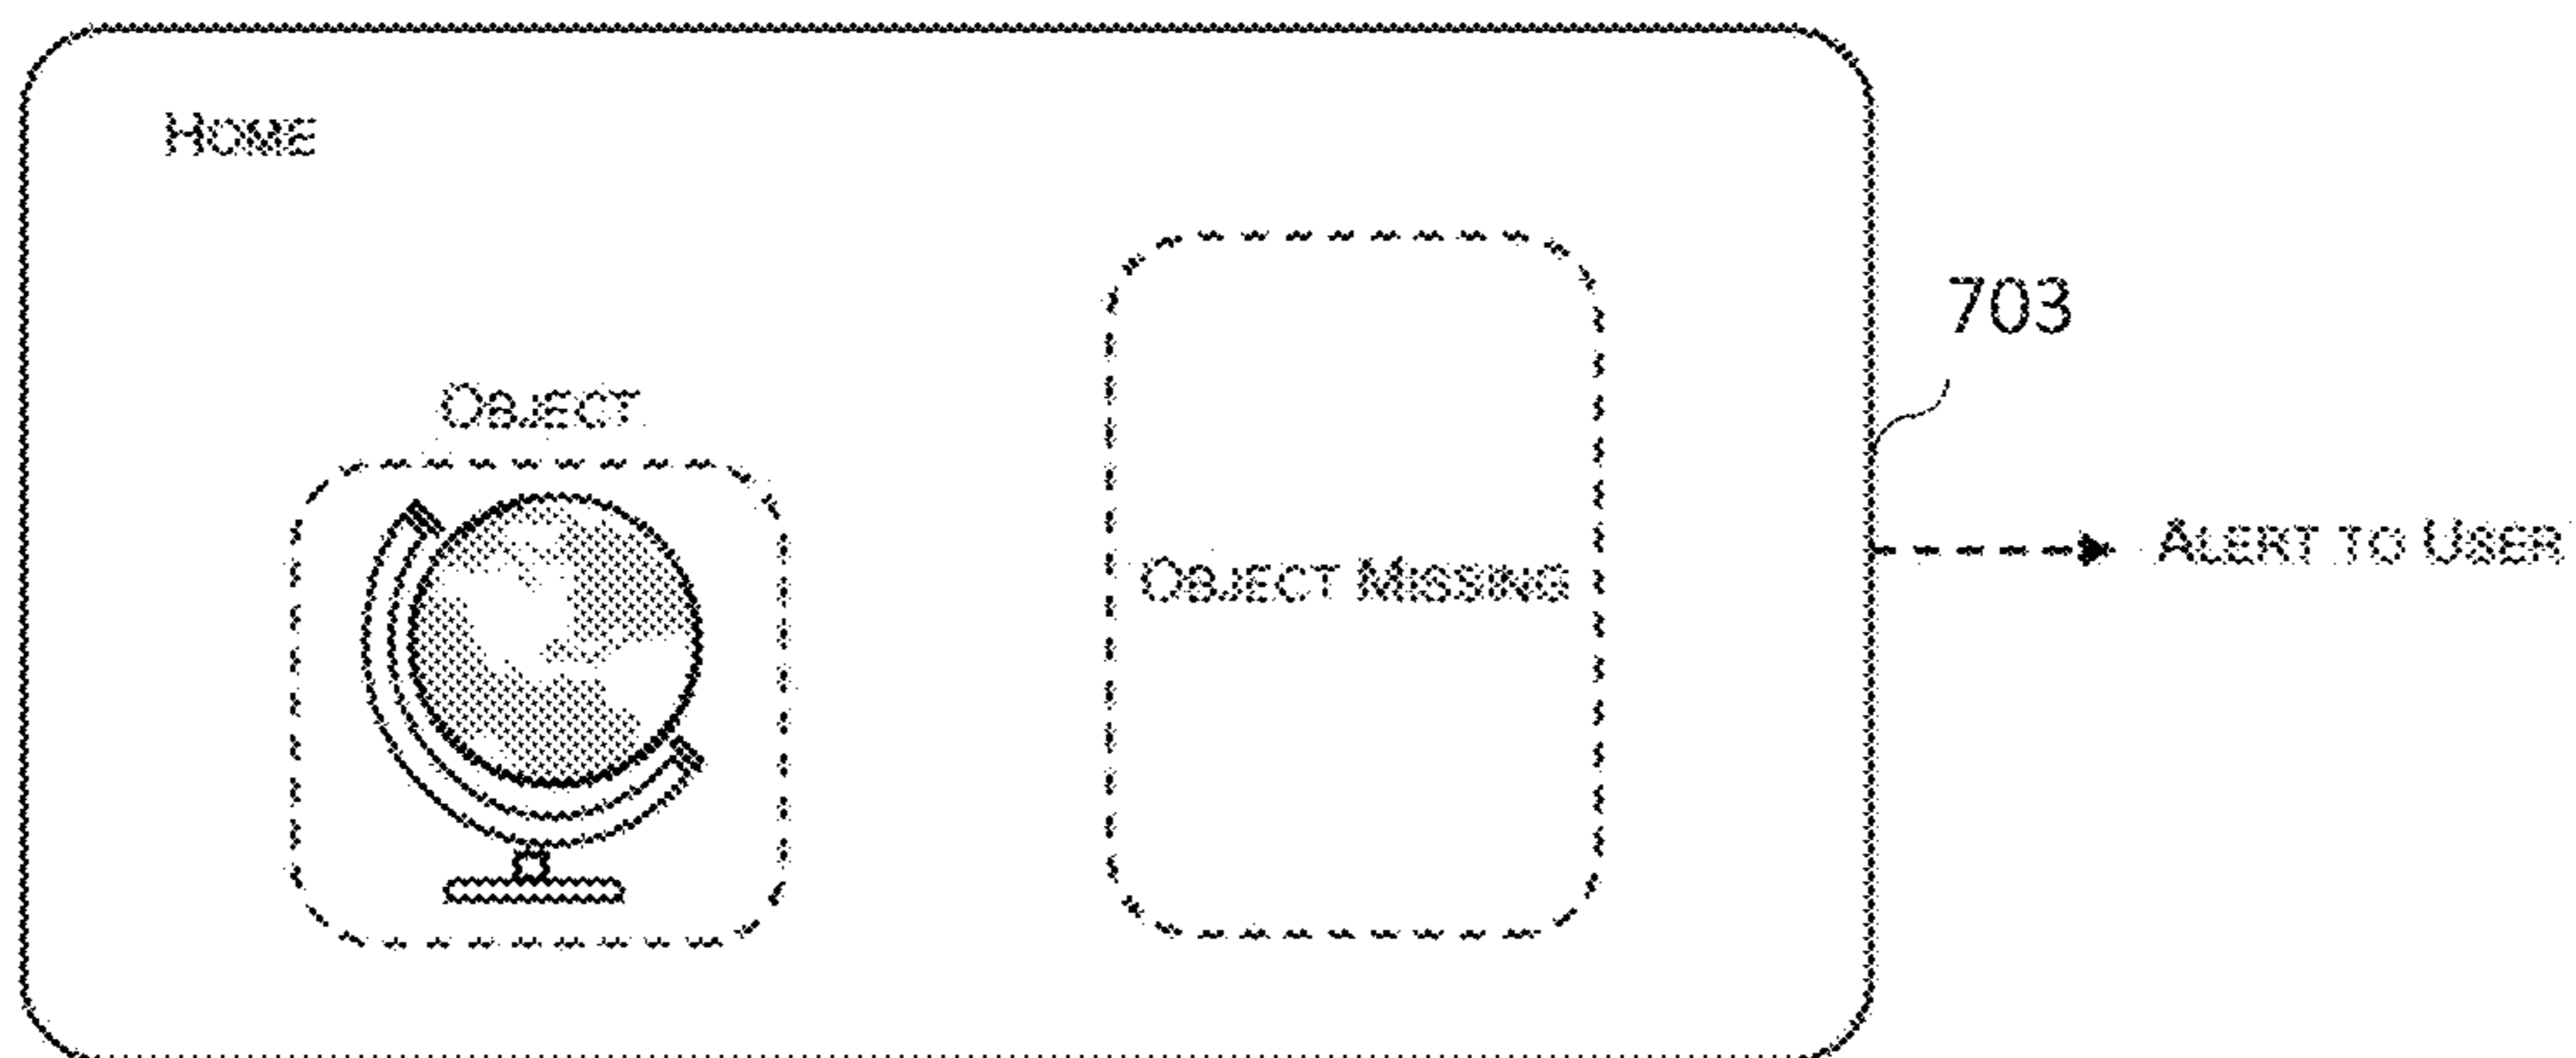 HOME
703
OBJECT
ALERT TO USER
OBJECT MISSING